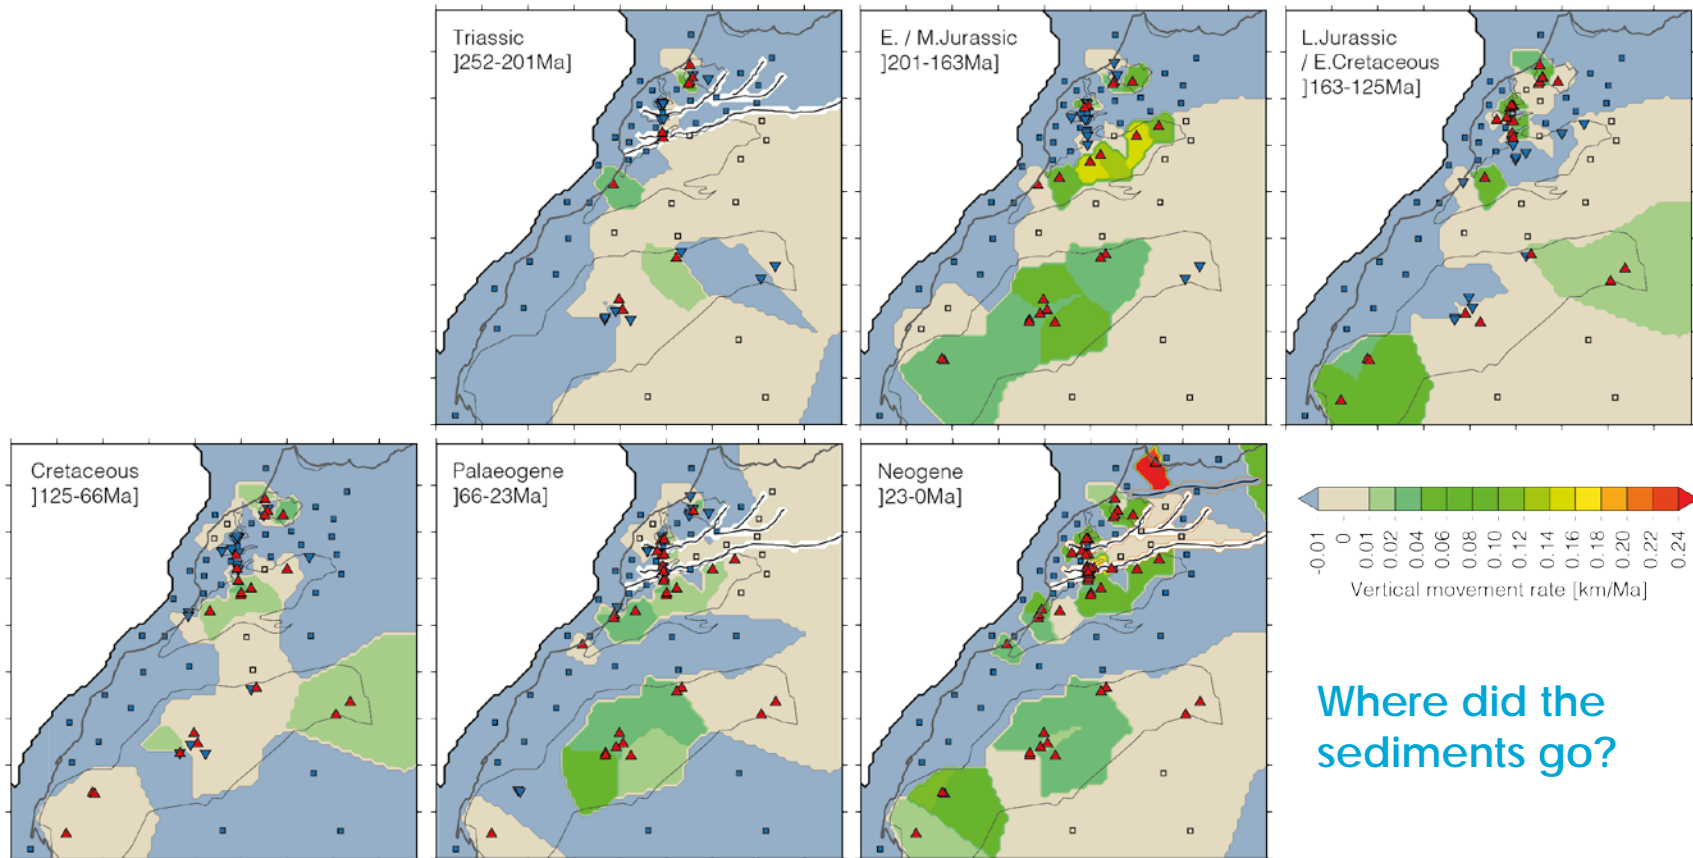 Triassic
]252-201Ma]
E. / M.Jurassic
]201-163Ma]
L.Jurassic
/ E.Cretaceous
]163-125Ma]
Cretaceous
]125-66Ma]
Palaeogene
]66-23Ma]
Neogene
]23-0Ma]
-0.01
0
0.01
0.02
0.04
0.06
0.08
0.10
0.12
0.14
0.16
0.18
0.20
0.22
0.24
Vertical movement rate [km/Ma]
Where did the
sediments go?